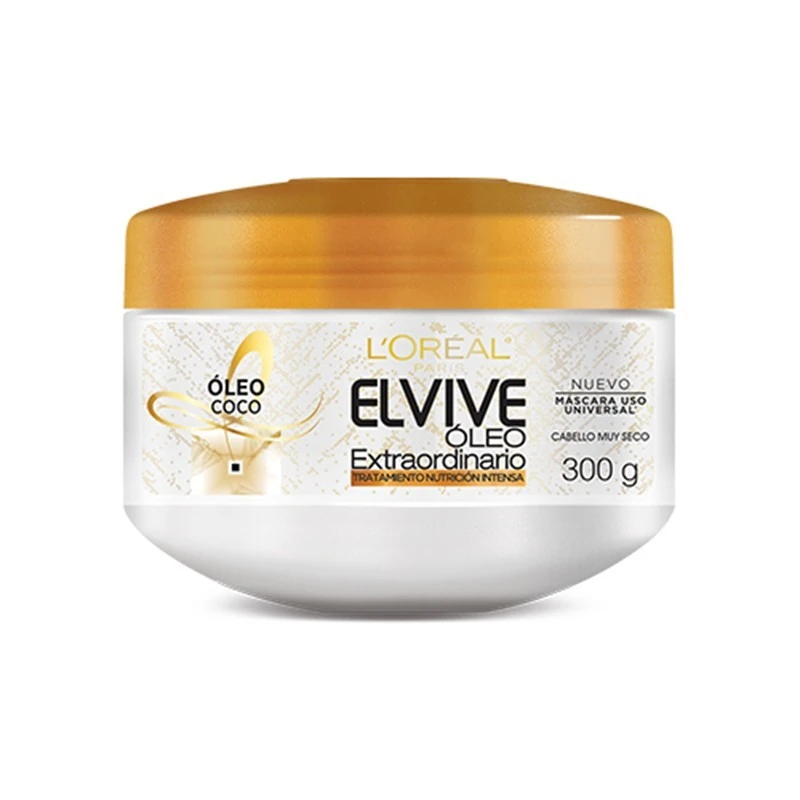 ÓLEO
COCO
L'ORÉAL®
PARIS
ELVIVE
ÓLEO
Extraordinario
TRATAMIENTO NUTRICIÓN INTENSA
NUEVO
MÁSCARA USO
UNIVERSAL*
CABELLO MUY SECO
300 g